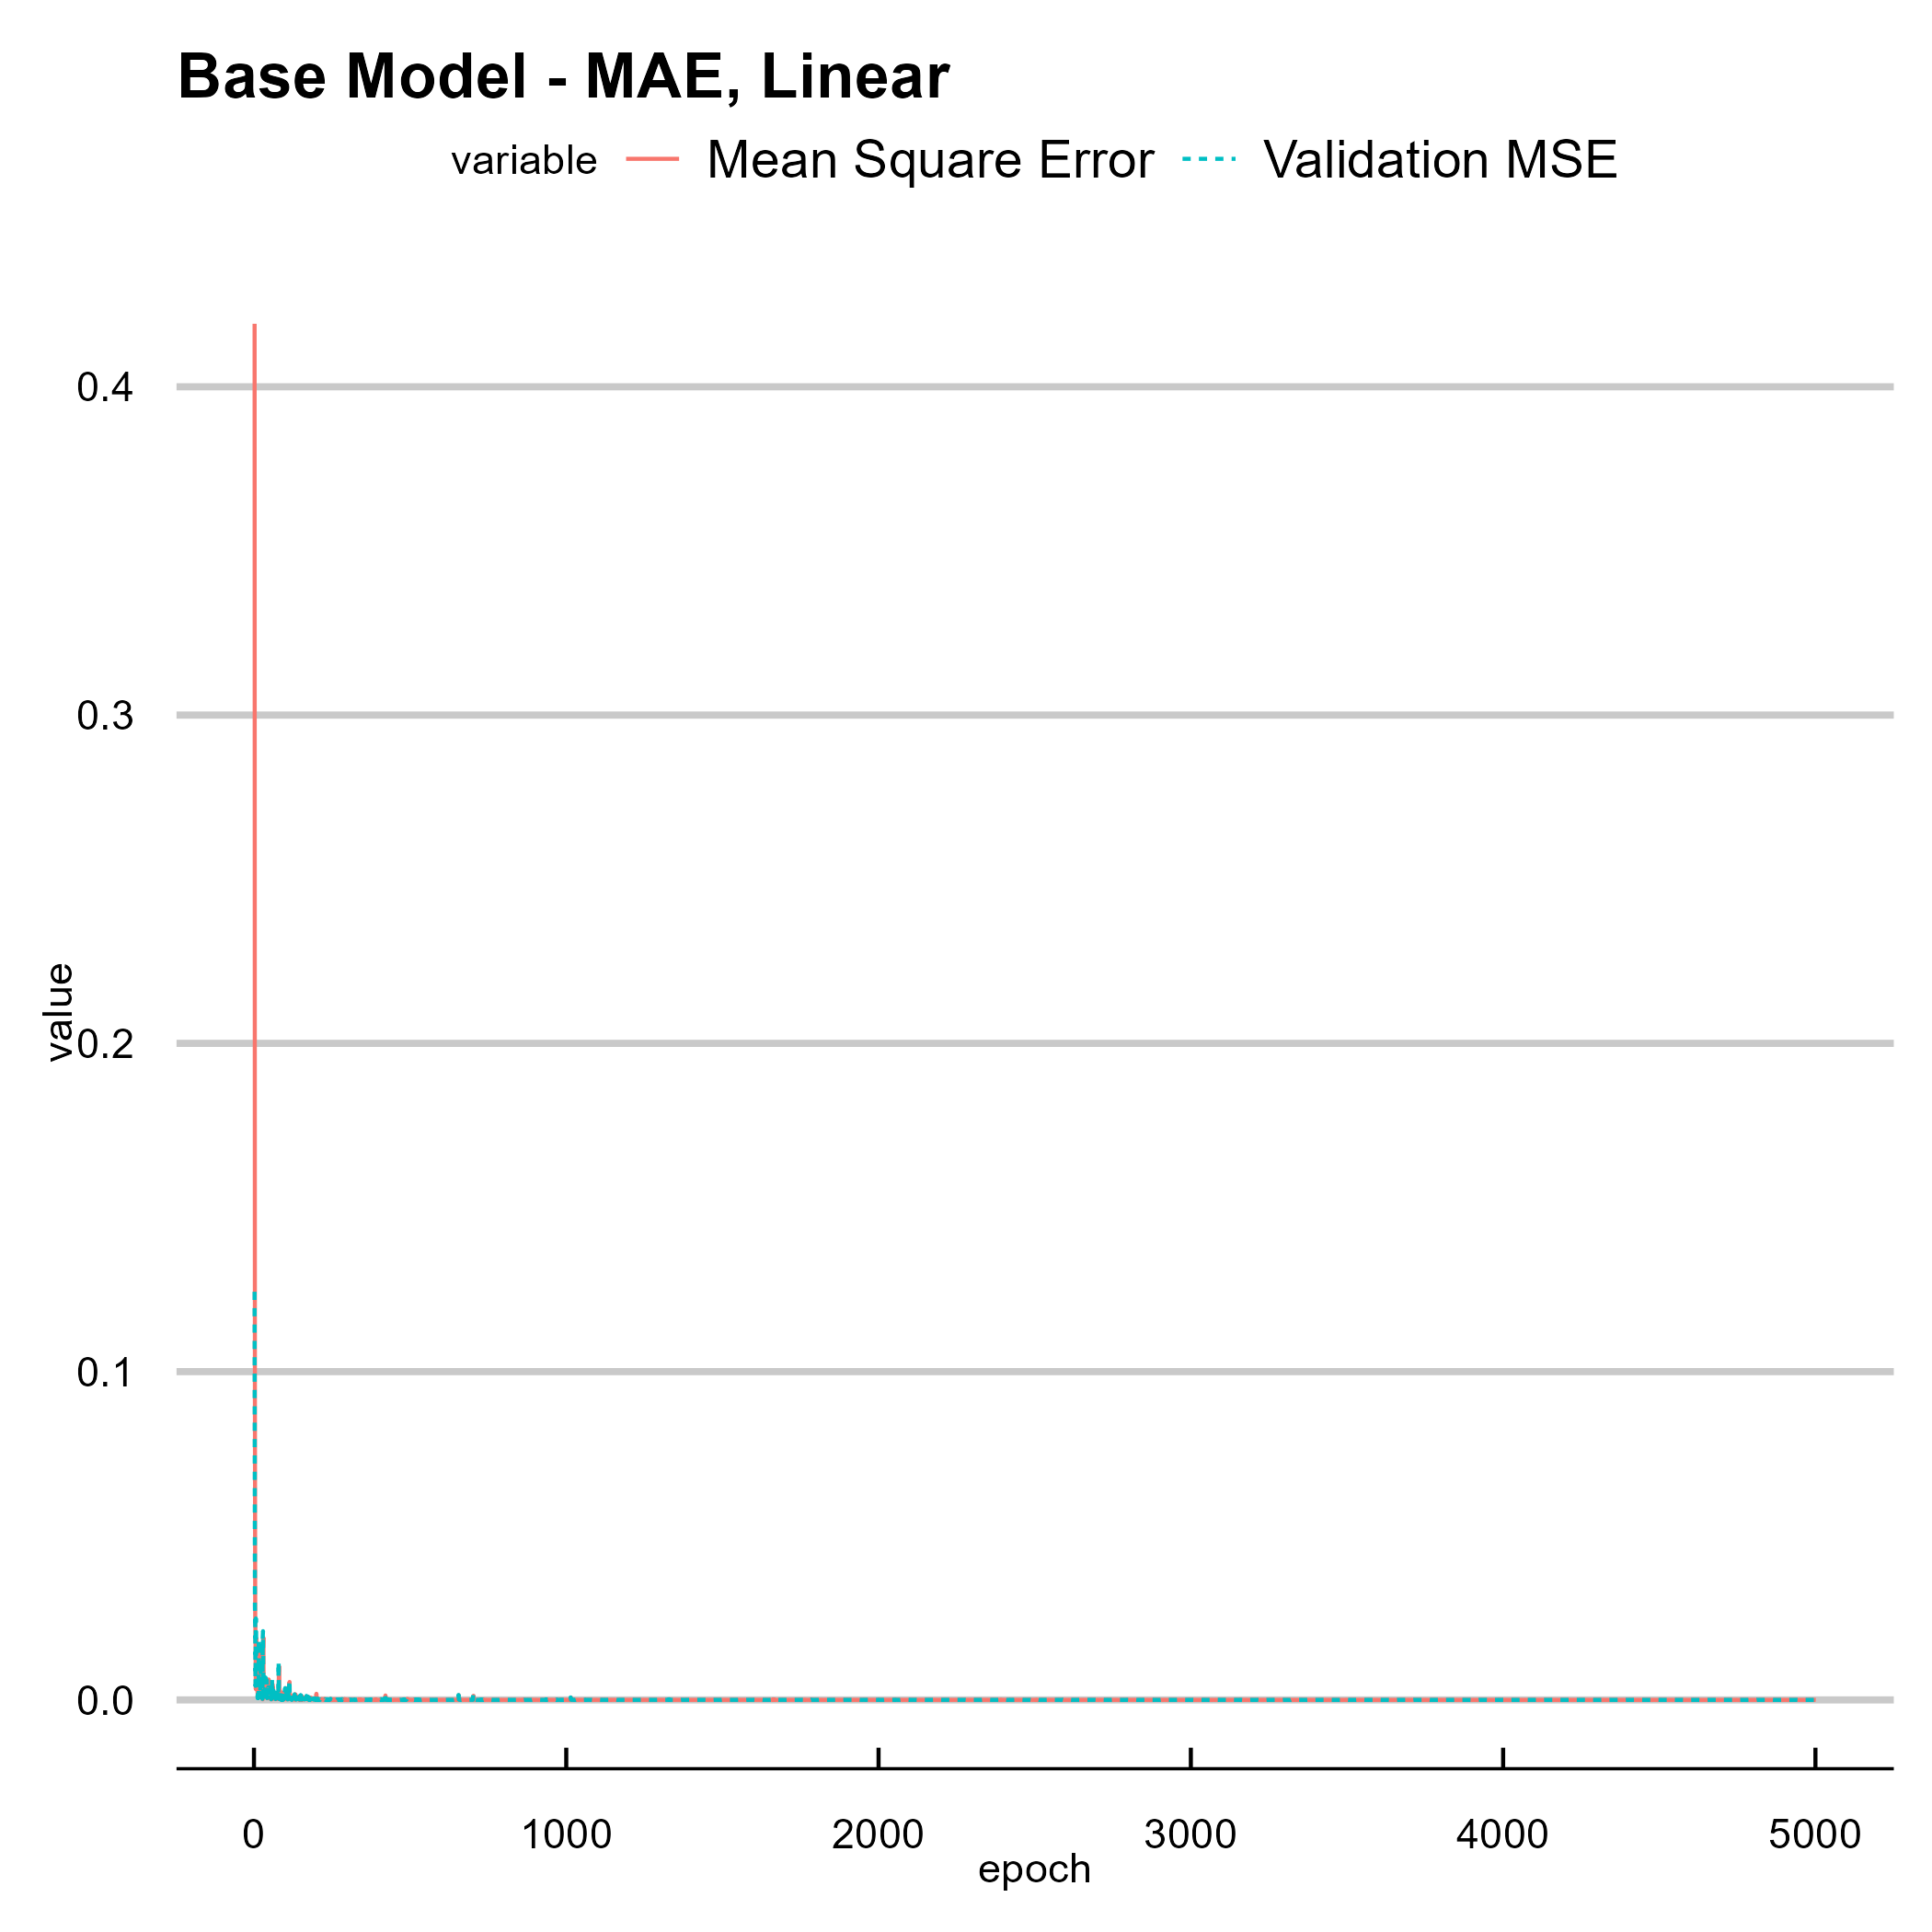 Base Model - MAE, Linear
variable Mean Square Error Validation MSE
value
0.4
0.3
0.2
0.1
0.0
0 1000 2000 3000 4000 5000
epoch